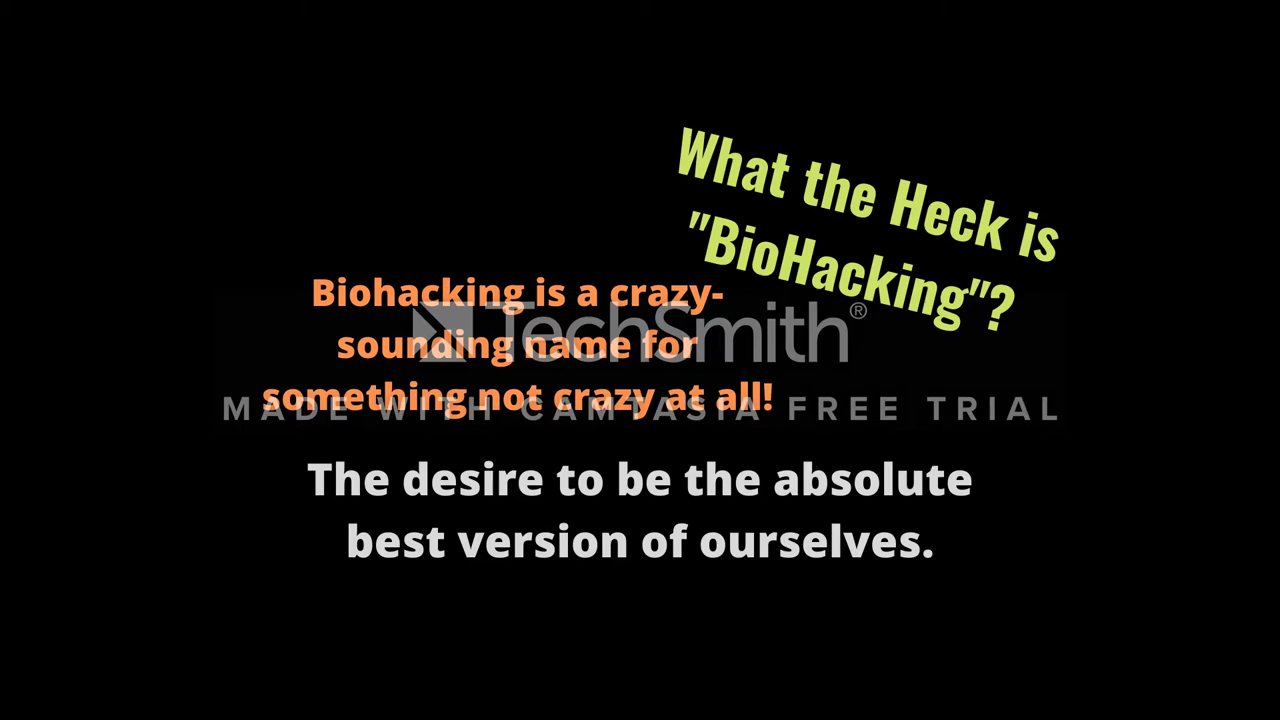 What the Heck is
"BioHacking"?
Biohacking is a crazy-
sounding name for
something not crazy at all!
TechSmith®
MADE WITH CAMTASIA FREE TRIAL
The desire to be the absolute
best version of ourselves.